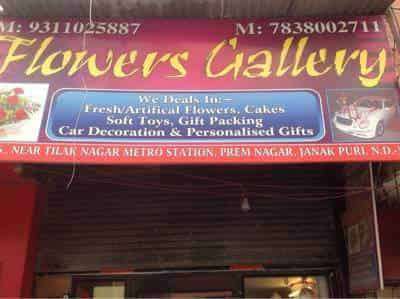 M: 9311025887 M: 7838002711
Flowers Gallery
We Deals In:-
Fresh/Artifical Flowers, Cakes
Soft Toys, Gift Packing
Car Decoration & Personalised Gifts
NEAR TILAK NAGAR METRO STATION, PREM NAGAR, JANAK PURI, N.D.-